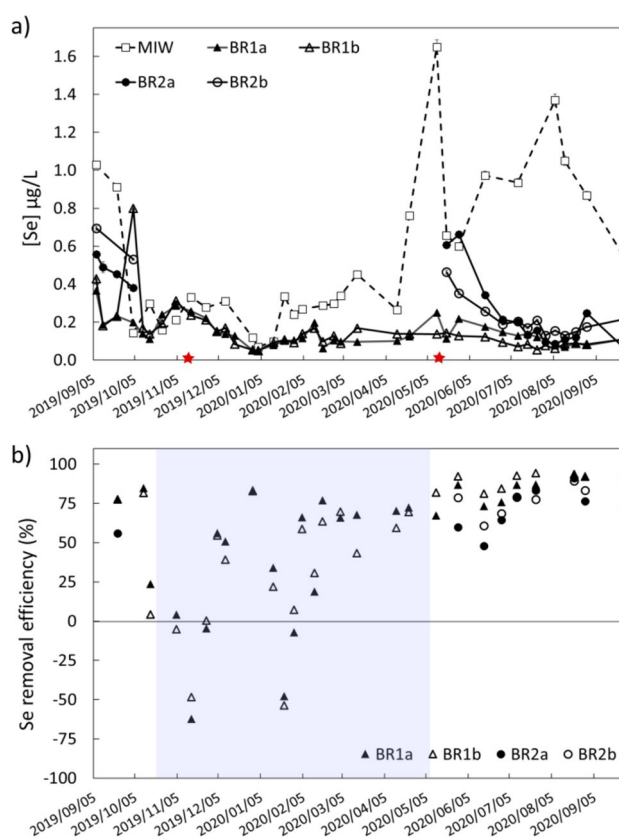 a)
MIW BR1a BR1b
BR2a BR2b
[Se] µg/L
1.6
1.4
1.2
1.0
0.8
0.6
0.4
0.2
0.0
2019/09/05 2019/10/05 2019/11/05 2019/12/05 2020/01/05 2020/02/05 2020/03/05 2020/04/05 2020/05/05 2020/06/05 2020/07/05 2020/08/05 2020/09/05
b)
Se removal efficiency (%)
100
75
50
25
0
-25
-50
-75
-100
BR1a BR1b BR2a BR2b
2019/09/05 2019/10/05 2019/11/05 2019/12/05 2020/01/05 2020/02/05 2020/03/05 2020/04/05 2020/05/05 2020/06/05 2020/07/05 2020/08/05 2020/09/05